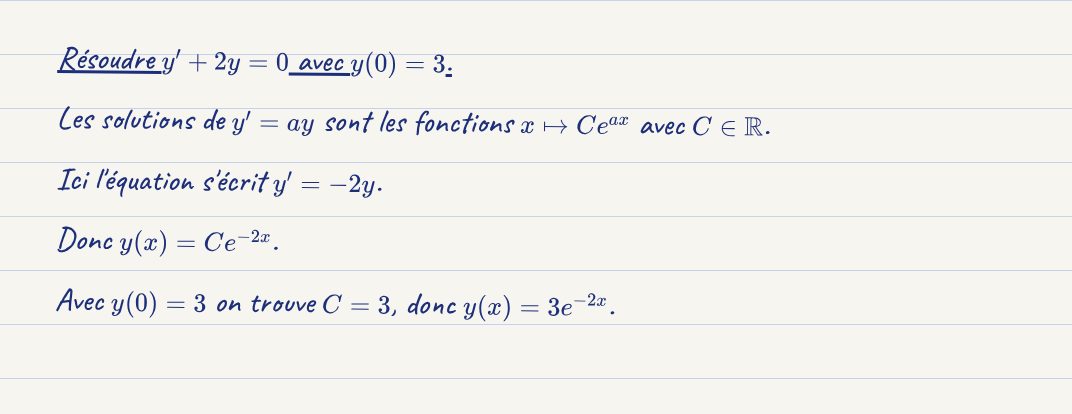 Résoudre y′ + 2y = 0 avec y(0) = 3.
Les solutions de y′ = ay sont les fonctions x ↦ Ce^{ax} avec C ∈ ℝ.
Ici l'équation s'écrit y′ = −2y.
Donc y(x) = Ce^{−2x}.
Avec y(0) = 3 on trouve C = 3, donc y(x) = 3e^{−2x}.